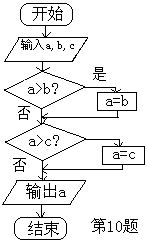 开始
输入a, b, c
a>b?
是
a=b
否
a>c?
a=c
否
输出a
结束
第10题